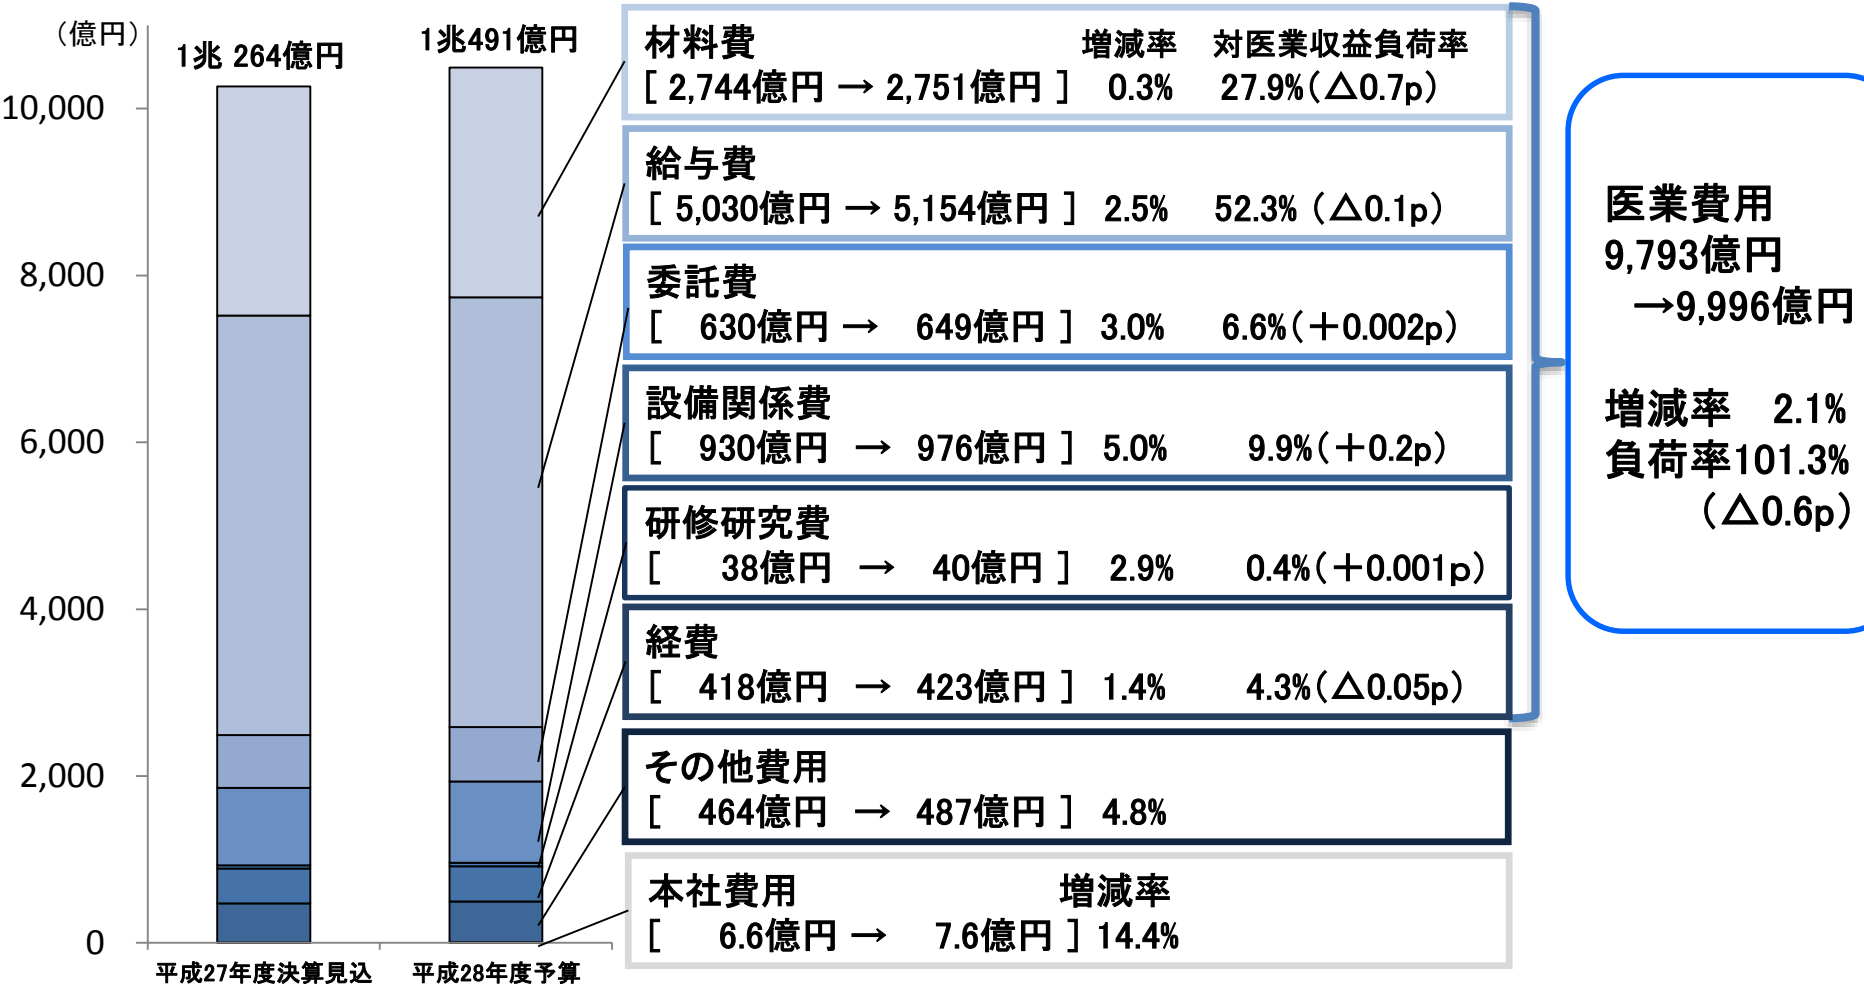 （億円）
10,000
8,000
6,000
4,000
2,000
0
1兆 264億円
1兆491億円
平成27年度決算見込
平成28年度予算
材料費 増減率 対医業収益負荷率
[ 2,744億円 → 2,751億円 ] 0.3% 27.9%(△0.7p)
給与費
[ 5,030億円 → 5,154億円 ] 2.5% 52.3% (△0.1p)
委託費
[ 630億円 → 649億円 ] 3.0% 6.6%(＋0.002p)
設備関係費
[ 930億円 → 976億円 ] 5.0% 9.9%(＋0.2p)
研修研究費
[ 38億円 → 40億円 ] 2.9% 0.4%(＋0.001p)
経費
[ 418億円 → 423億円 ] 1.4% 4.3%(△0.05p)
その他費用
[ 464億円 → 487億円 ] 4.8%
本社費用 増減率
[ 6.6億円 → 7.6億円 ] 14.4%
医業費用
9,793億円
→9,996億円
増減率 2.1%
負荷率101.3%
(△0.6p)